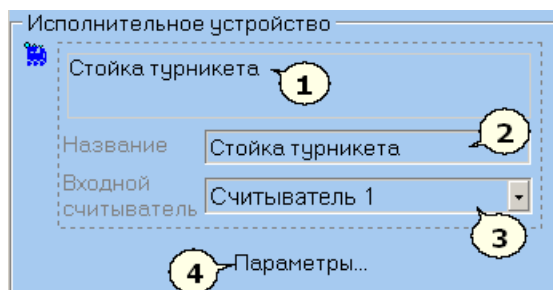 Исполнительное устройство
Стойка турникета
1
Название
Стойка турникета
2
Входной
считыватель
Считыватель 1
3
4
Параметры...